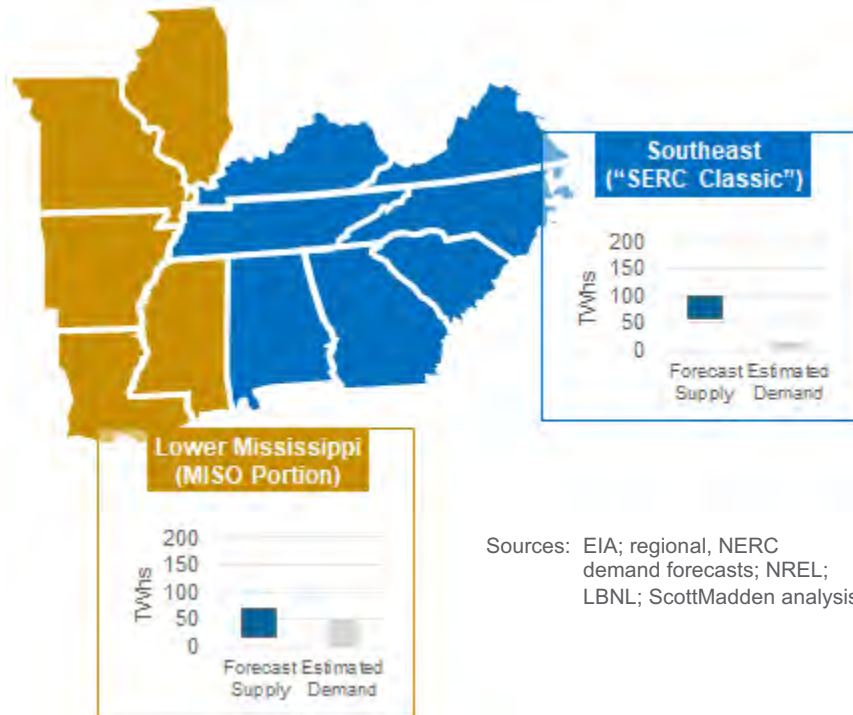 Southeast
("SERC Classic")
TWhs
200
150
100
50
0
Forecast Estimated
Supply Demand
Lower Mississippi
(MISO Portion)
TWhs
200
150
100
50
0
Forecast Estimated
Supply Demand
Sources: EIA; regional, NERC
demand forecasts; NREL;
LBNL; ScottMadden analysis